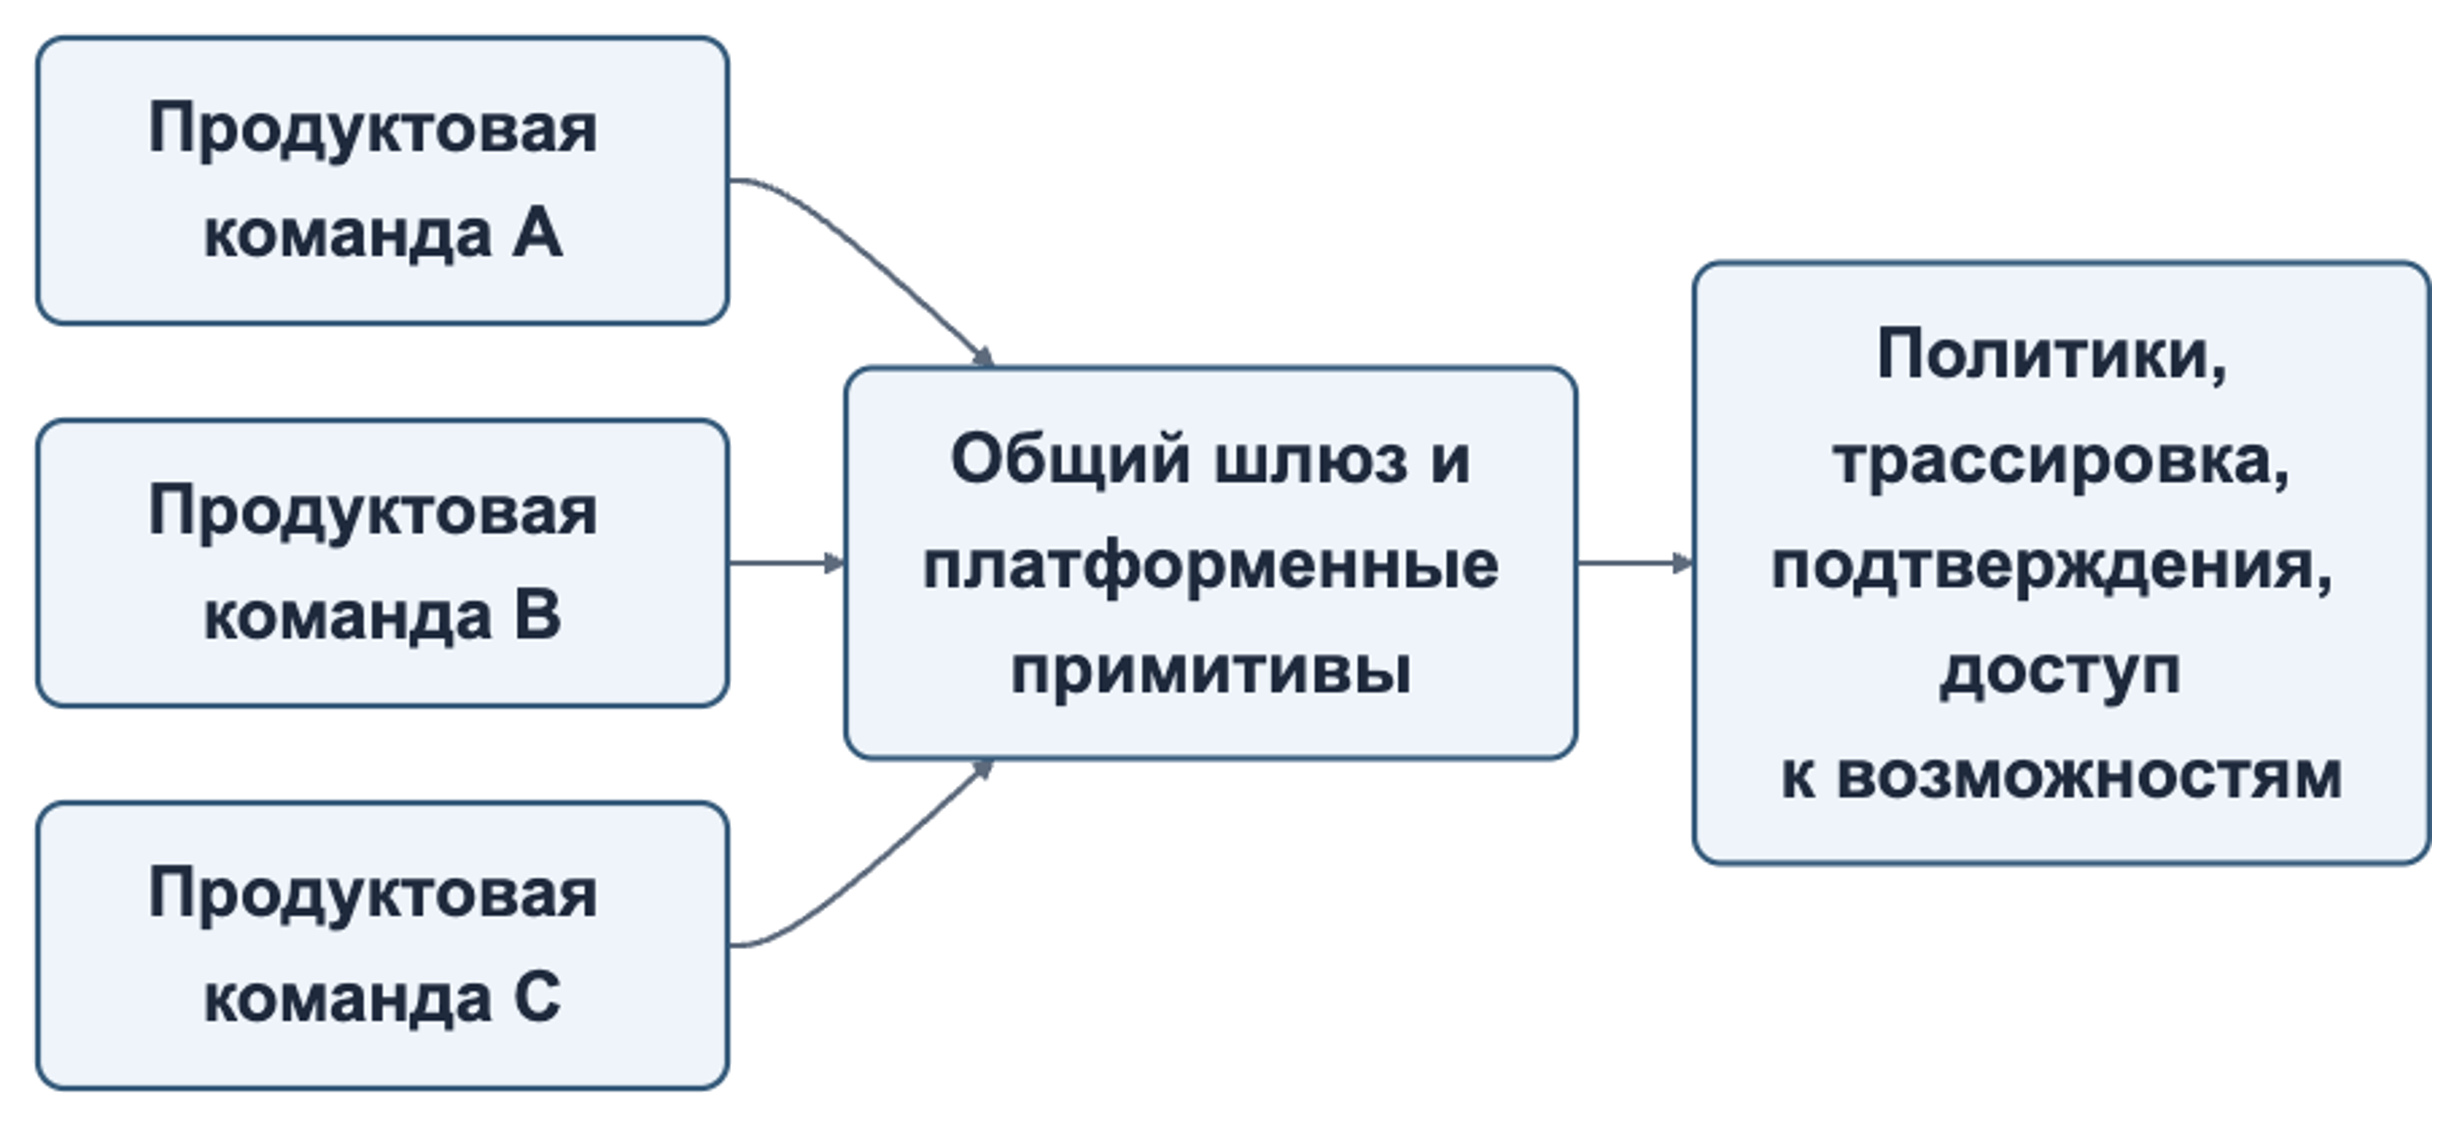 Продуктовая
команда A
Продуктовая
команда B
Продуктовая
команда C
Общий шлюз и
платформенные
примитивы
Политики,
трассировка,
подтверждения,
доступ
к возможностям